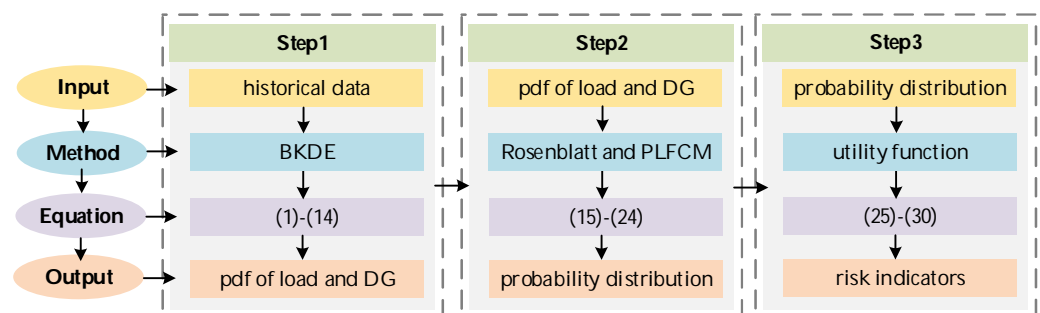 Step1
Step2
Step3
Input
historical data
pdf of load and DG
probability distribution
Method
BKDE
Rosenblatt and PLFCM
utility function
Equation
(1)-(14)
(15)-(24)
(25)-(30)
Output
pdf of load and DG
probability distribution
risk indicators